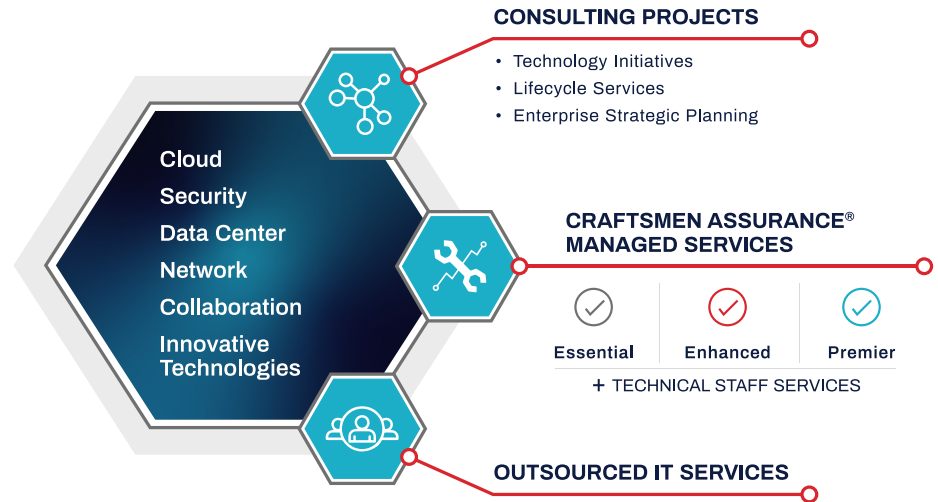 CONSULTING PROJECTS
• Technology Initiatives
• Lifecycle Services
• Enterprise Strategic Planning
Cloud
Security
Data Center
Network
Collaboration
Innovative
Technologies
CRAFTSMEN ASSURANCE®
MANAGED SERVICES
Essential Enhanced Premier
+ TECHNICAL STAFF SERVICES
OUTSOURCED IT SERVICES